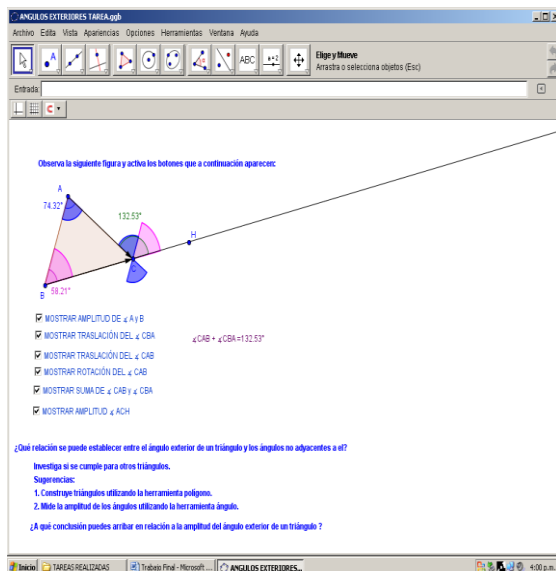 ANGULOS EXTERIORES TAREA.ggb
Archivo Edita Vista Apariencias Opciones Herramientas Ventana Ayuda
A
ABC
a=2
Elige y Mueve
Arrastra o selecciona objetos (Esc)
Entrada:
Observa la siguiente figura y activa los botones que a continuación aparecen:
A
74.32°
132.53°
H
C
58.21°
B
MOSTRAR AMPLITUD DE ∡ A y B
MOSTRAR TRASLACIÓN DEL ∡ CBA
∡CAB + ∡CBA =132.53°
MOSTRAR TRASLACIÓN DEL ∡ CAB
MOSTRAR ROTACIÓN DEL ∡ CAB
MOSTRAR SUMA DE ∡ CAB y ∡ CBA
MOSTRAR AMPLITUD ∡ ACH
¿Qué relación se puede establecer entre el ángulo exterior de un triángulo y los ángulos no adyacentes a el?
Investiga si se cumple para otros triángulos.
Sugerencias:
1. Construye triángulos utilizando la herramienta polígono.
2. Mide la amplitud de los ángulos utilizando la herramienta ángulo.
¿A qué conclusión puedes arribar en relación a la amplitud del ángulo exterior de un triángulo ?
Inicio TAREAS REALIZADAS Trabajo Final - Microsoft ... ANGULOS EXTERIORES... 4:00 p.m.